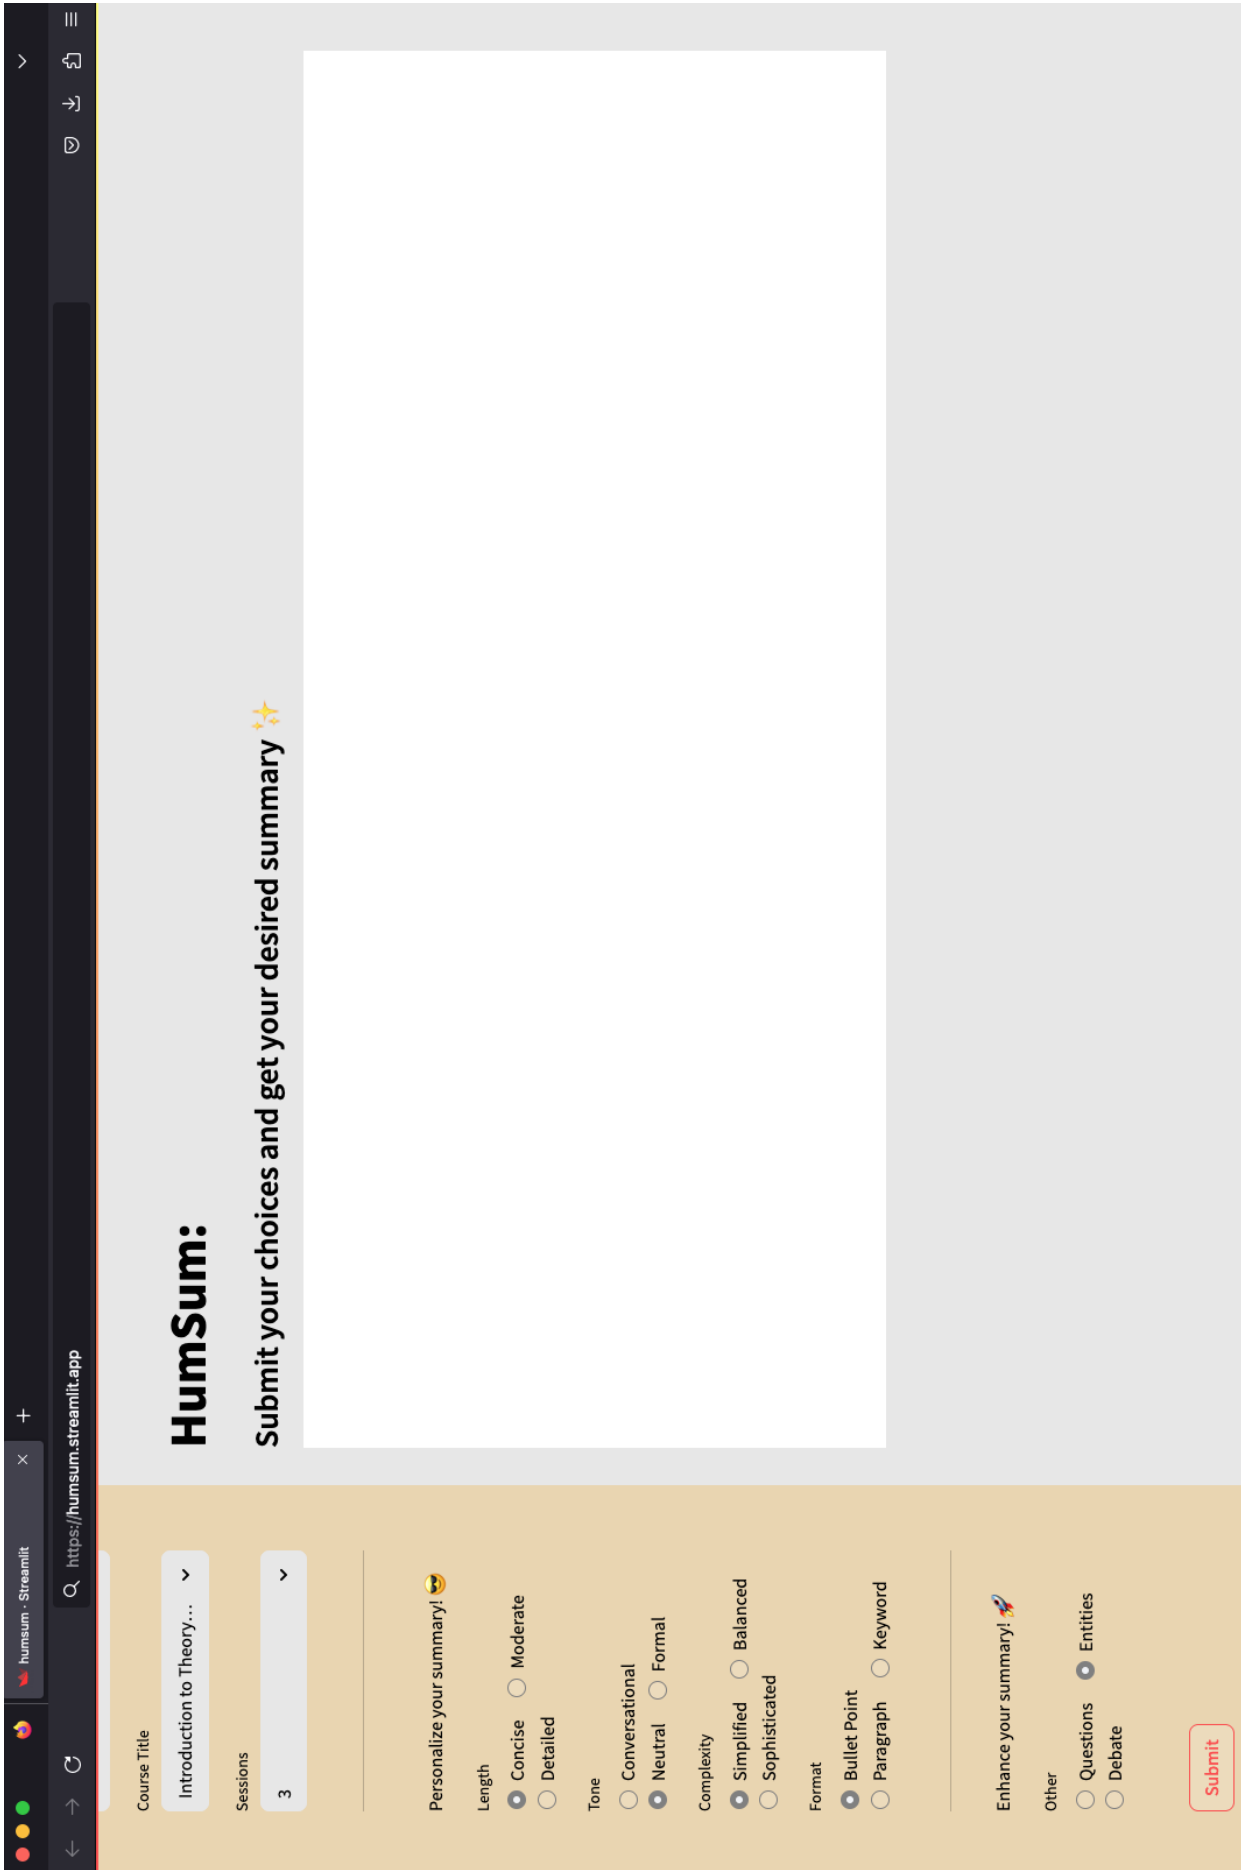 humsum · Streamlit
https://humsum.streamlit.app
Course Title
Introduction to Theory...
Sessions
3
Personalize your summary! 😎
Length
Concise Moderate
Detailed
Tone
Conversational
Neutral Formal
Complexity
Simplified Balanced
Sophisticated
Format
Bullet Point
Paragraph Keyword
Enhance your summary! 🚀
Other
Questions Entities
Debate
Submit
HumSum:
Submit your choices and get your desired summary ✨